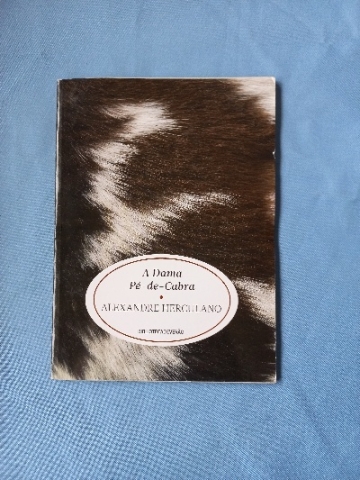 A Dama
Pé de-Cabra
ALEXANDRE HERCULANO